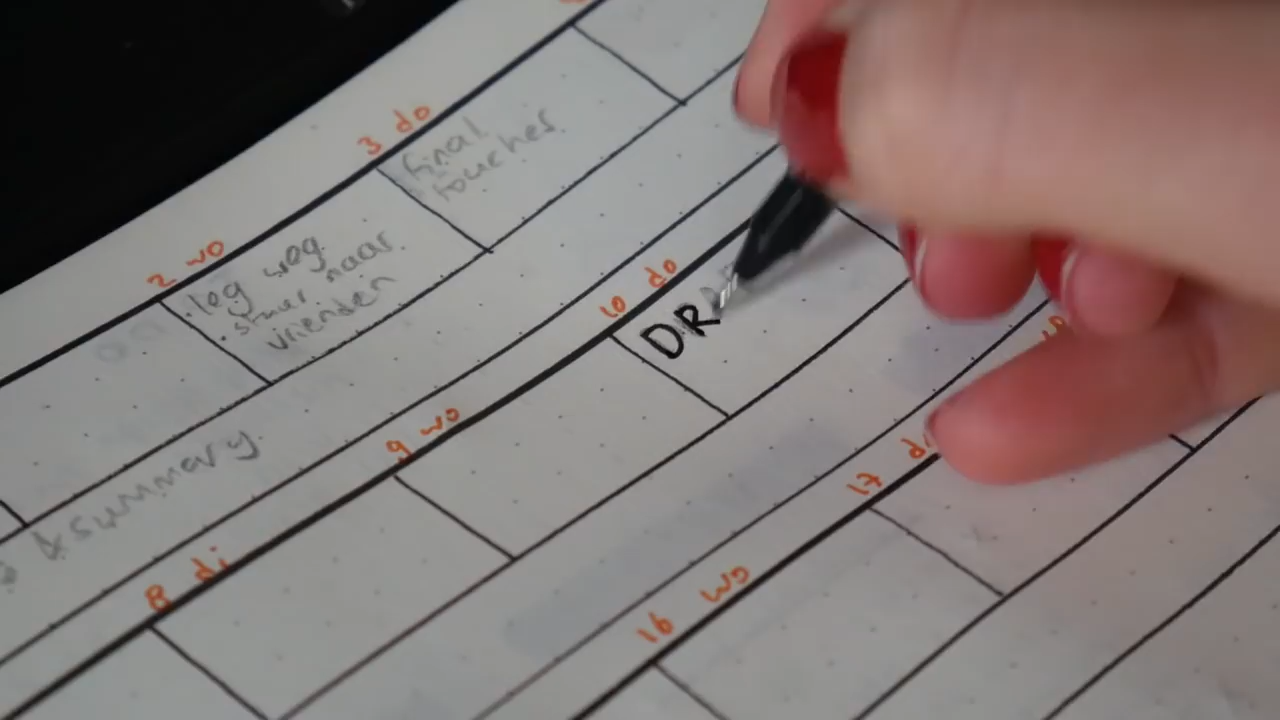 3 do
final
touches
2 wo
.leg weg
.stuur naar
vrienden
10 do
DR
9 wo
& summary
8 di
17 di
16 wo